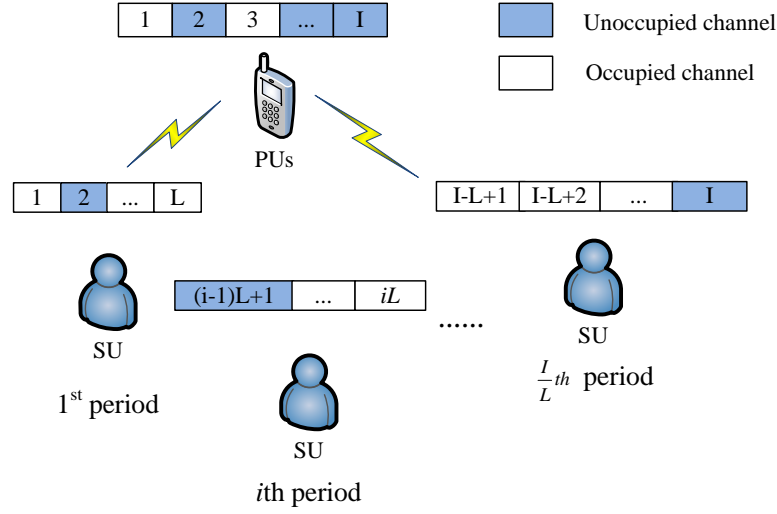 1 2 3 ... I
Unoccupied channel
Occupied channel
PUs
1 2 ... L
I-L+1 I-L+2 ... I
(i-1)L+1 ... iL
......
SU
SU
1st period
I/L th period
SU
ith period